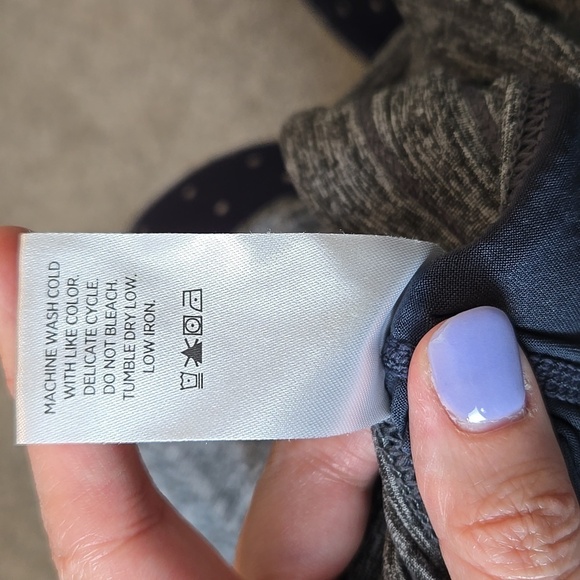 MACHINE WASH COLD
WITH LIKE COLOR.
DELICATE CYCLE.
DO NOT BLEACH.
TUMBLE DRY LOW.
LOW IRON.